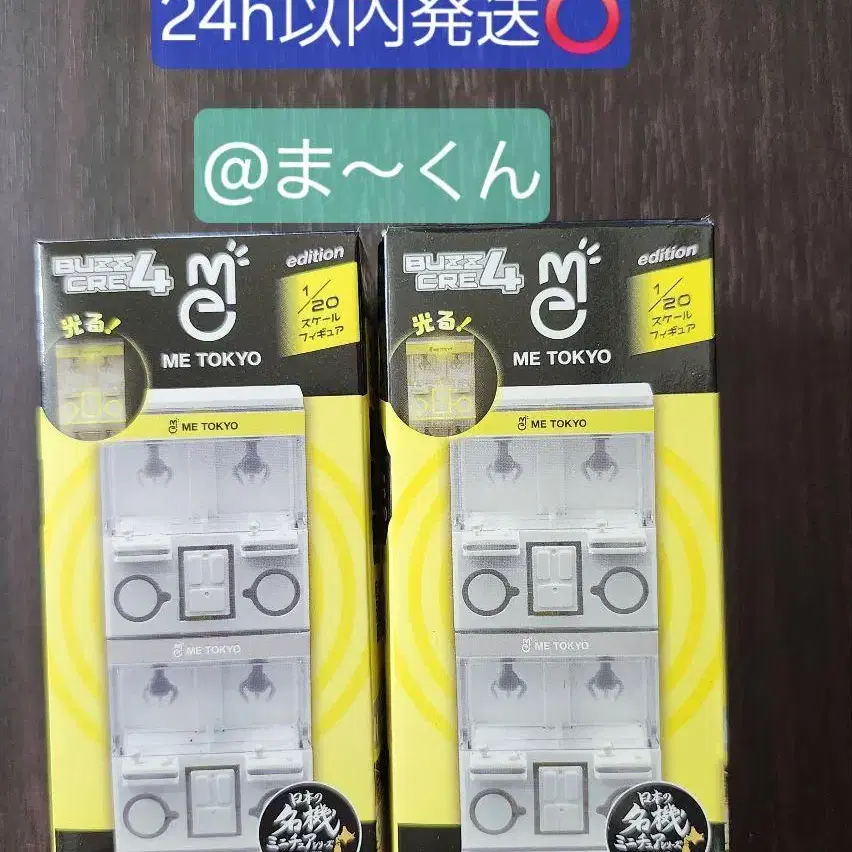 24h以内発送⭕
@ま～くん
BUZZ
CRE4
ME
ME TOKYO
edition
1/20
スケール
フィギュア
光る!
ME TOKYO
ME TOKYO
日本の
名機
ミニチュアシリーズ
BUZZ
CRE4
ME
ME TOKYO
edition
1/20
スケール
フィギュア
光る!
ME TOKYO
ME TOKYO
日本の
名機
ミニチュアシリーズ